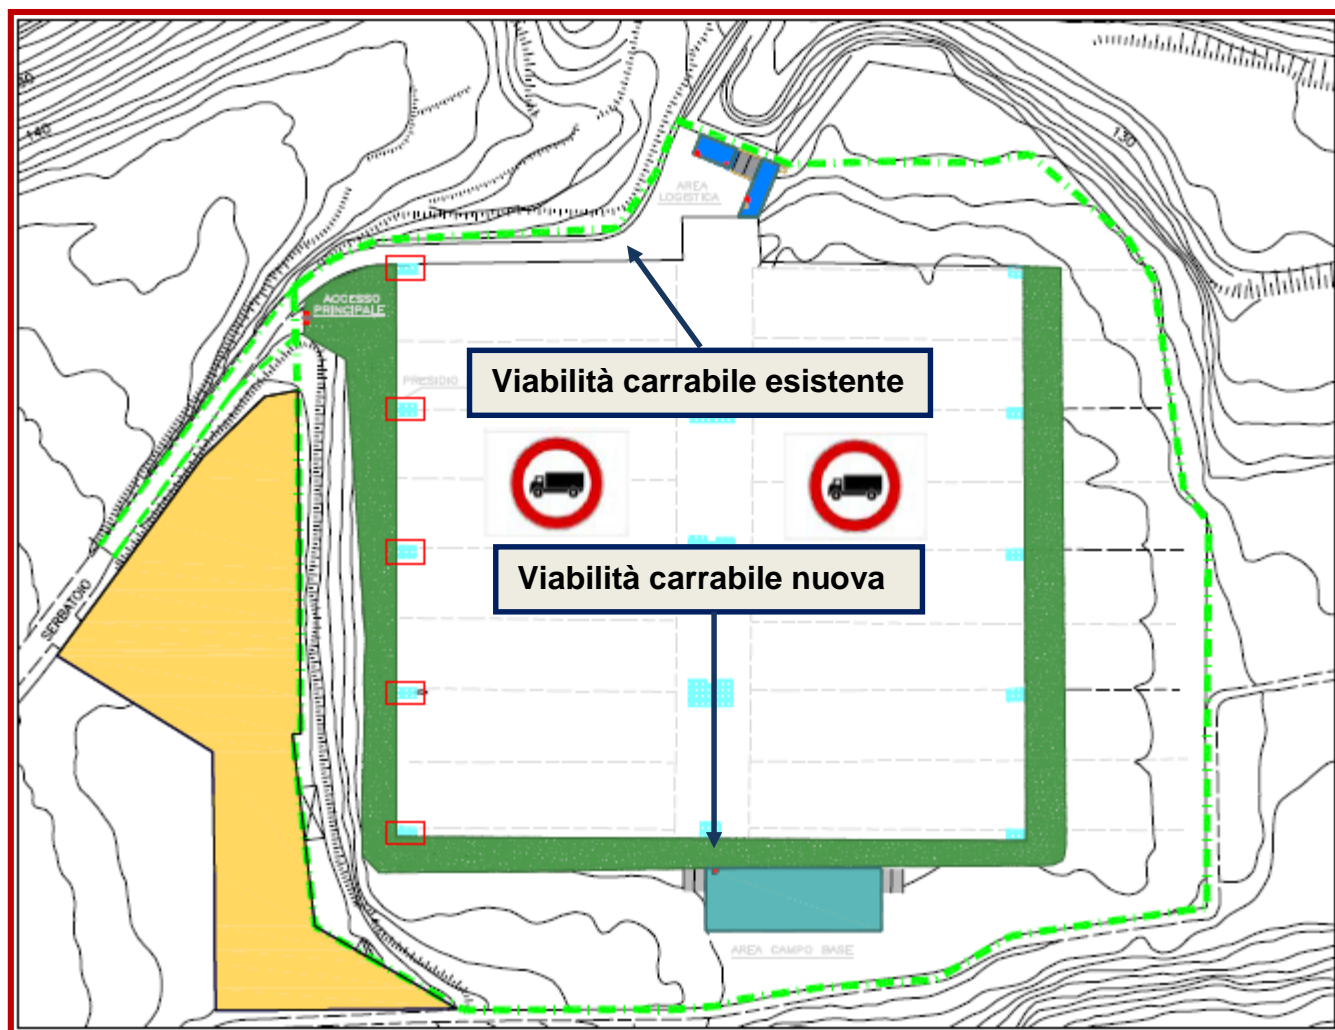 140
130
AREA
LOGISTICA
ACCESSO
PRINCIPALE
Viabilità carrabile esistente
PRESIDIO
Viabilità carrabile nuova
SERBATOIO
AREA CAMPO BASE